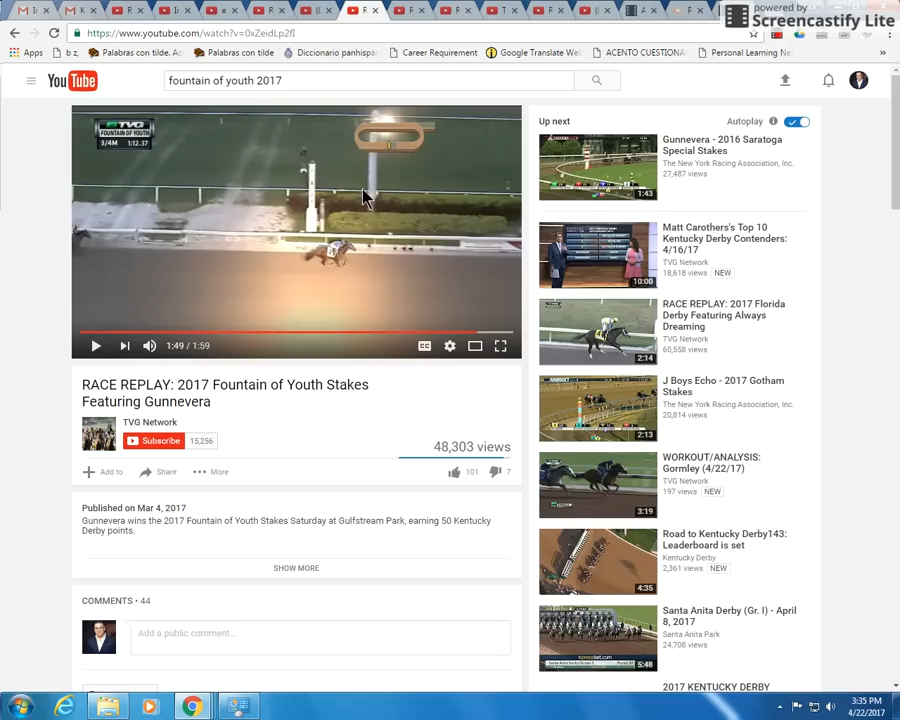 powered by
Screencastify Lite
https://www.youtube.com/watch?v=0xZeidLp2fI
Apps
b z,
Palabras con tilde. A
Palabras con tilde
Diccionario panhispa
Career Requirement
Google Translate Web
ACENTO CUESTIONA
Personal Learning Ne
YouTube
fountain of youth 2017
TVG
FOUNTAIN OF YOUTH
3/4M 1:12.37
1:49 / 1:59
RACE REPLAY: 2017 Fountain of Youth Stakes
Featuring Gunnevera
TVG Network
Subscribe 15,256
48,303 views
Add to Share More
101 7
Published on Mar 4, 2017
Gunnevera wins the 2017 Fountain of Youth Stakes Saturday at Gulfstream Park, earning 50 Kentucky
Derby points.
SHOW MORE
COMMENTS • 44
Add a public comment...
Up next
Autoplay
Gunnevera - 2016 Saratoga
Special Stakes
The New York Racing Association, Inc.
27,487 views
1:43
Matt Carothers's Top 10
Kentucky Derby Contenders:
4/16/17
TVG Network
18,618 views NEW
10:00
RACE REPLAY: 2017 Florida
Derby Featuring Always
Dreaming
TVG Network
60,558 views
2:14
J Boys Echo - 2017 Gotham
Stakes
The New York Racing Association, Inc.
20,814 views
2:13
WORKOUT/ANALYSIS:
Gormley (4/22/17)
TVG Network
197 views NEW
3:19
Road to Kentucky Derby143:
Leaderboard is set
Kentucky Derby
2,361 views NEW
4:35
Santa Anita Derby (Gr. I) - April
8, 2017
Santa Anita Park
24,708 views
5:48
2017 KENTUCKY DERBY
3:35 PM
4/22/2017